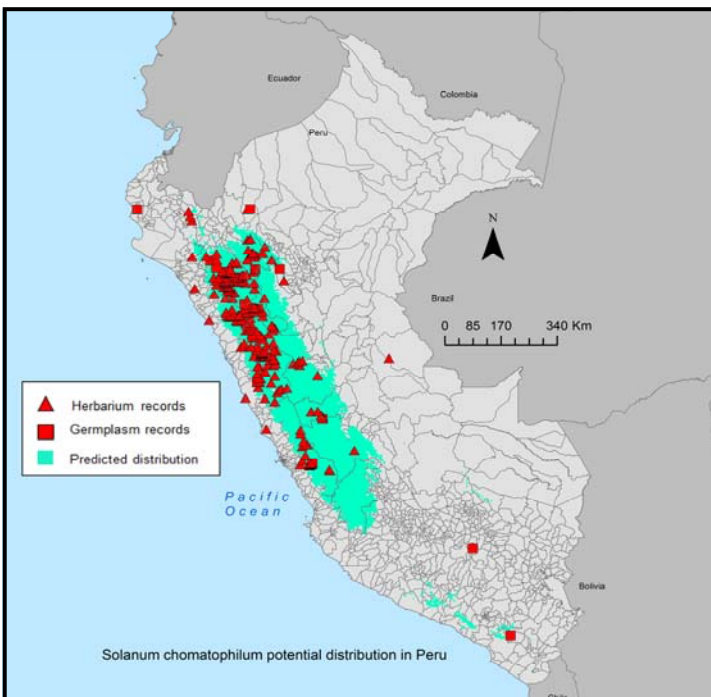 Ecuador
Colombia
Peru
N
Brazil
0 85 170 340 Km
Herbarium records
Germplasm records
Predicted distribution
Pacific
Ocean
Bolivia
Solanum chomatophilum potential distribution in Peru
Chile